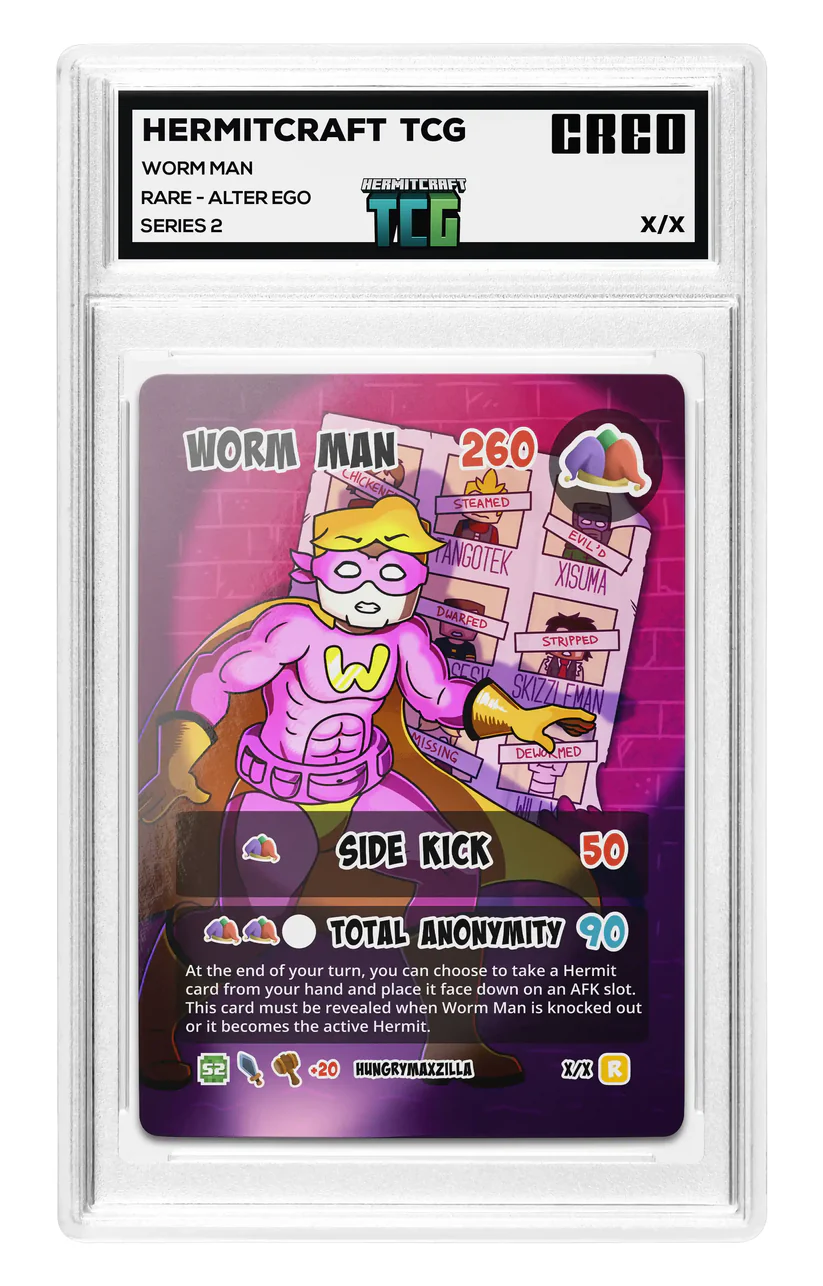 HERMITCRAFT TCG
CREO
WORM MAN
RARE - ALTER EGO
SERIES 2
HERMITCRAFT
TCG
X/X
WORM MAN
260
STEAMED
TANGOTEK
EVIL'D
XISUMA
DWARFED
STRIPPED
SKIZZLEMAN
MISSING
DEWORMED
W
SIDE KICK
50
TOTAL ANONYMITY
90
At the end of your turn, you can choose to take a Hermit
card from your hand and place it face down on an AFK slot.
This card must be revealed when Worm Man is knocked out
or it becomes the active Hermit.
S2
+20
HUNGRYMAXZILLA
X/X
R